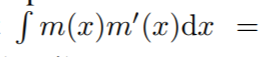 ∫ m(x)m′(x)dx =